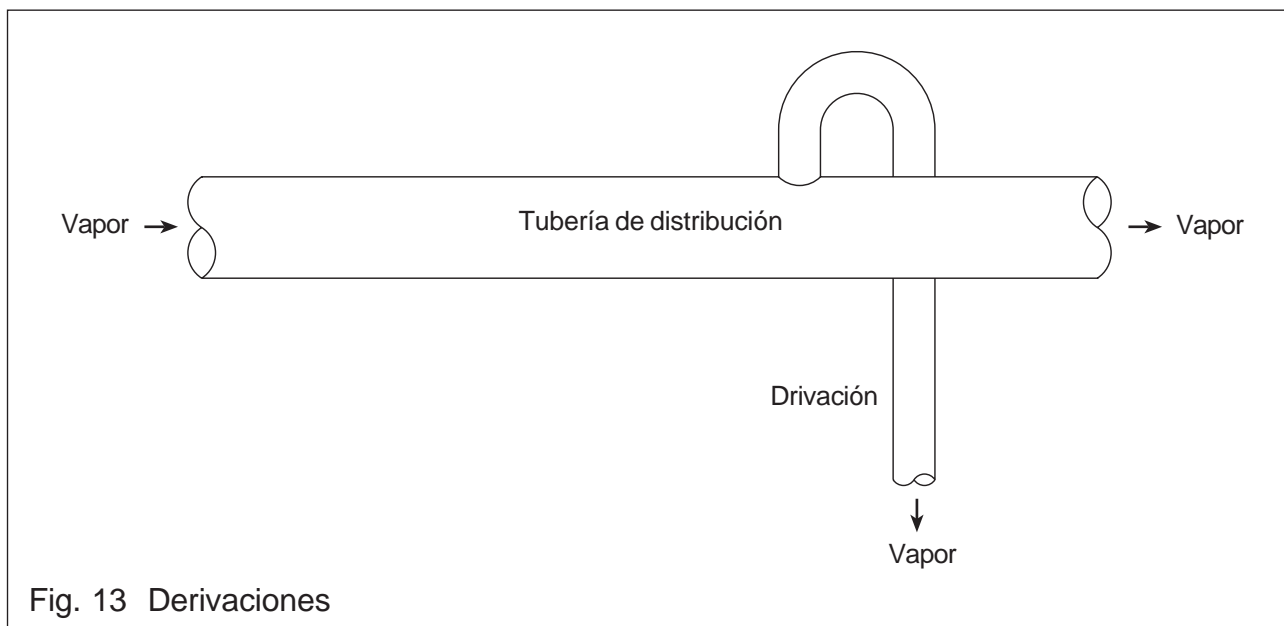 Vapor
Tubería de distribución
Vapor
Drivación
Vapor
Fig. 13 Derivaciones